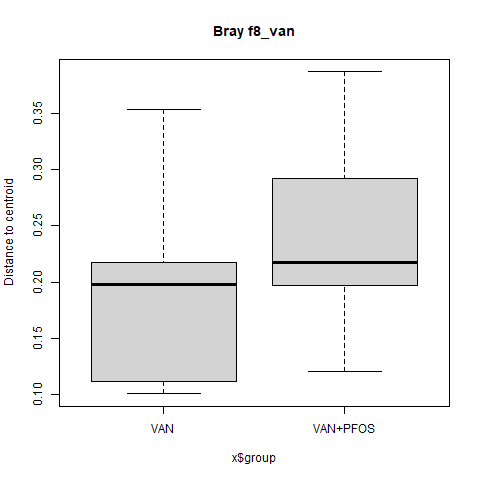 Bray f8_van
Distance to centroid
0.35
0.30
0.25
0.20
0.15
0.10
VAN
VAN+PFOS
x$group